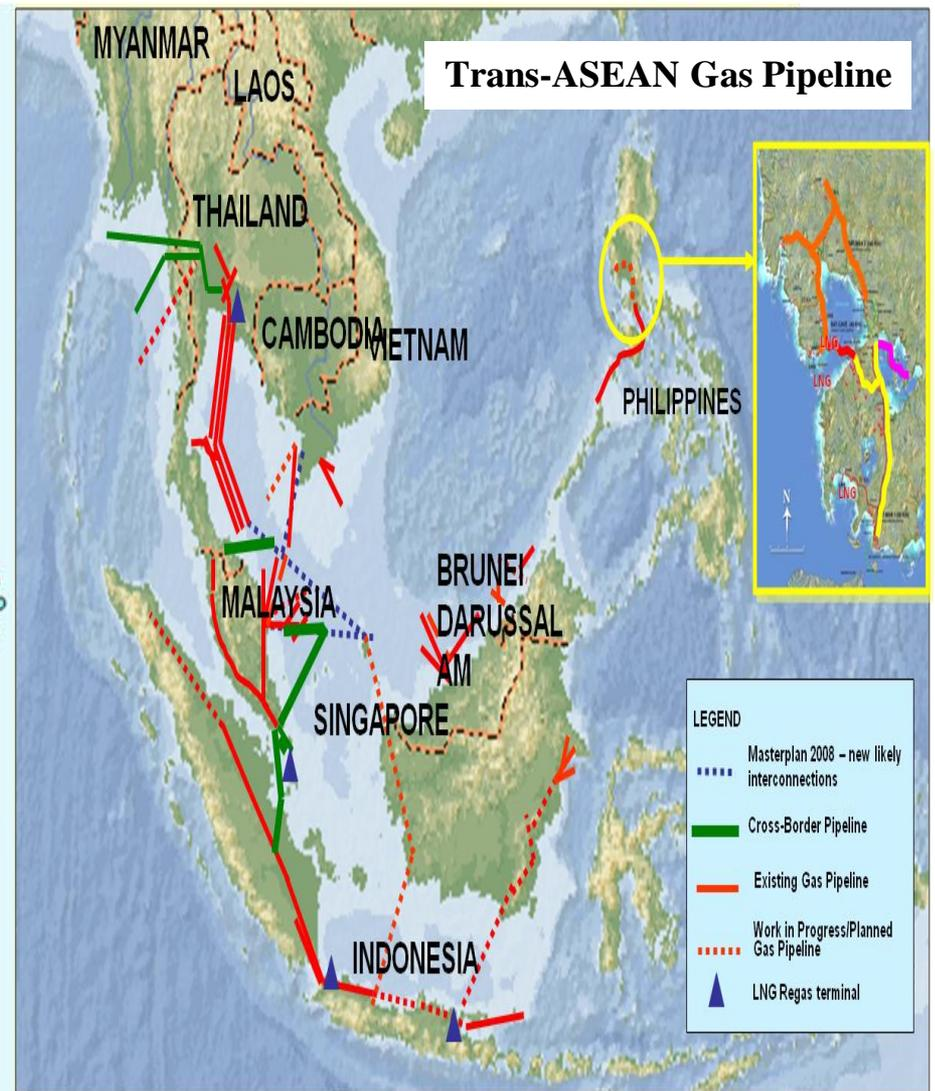 MYANMAR
LAOS
Trans-ASEAN Gas Pipeline
THAILAND
CAMBODIA
VIETNAM
PHILIPPINES
LNG
LNG
LNG
N
BRUNEI
DARUSSAL
AM
MALAYSIA
SINGAPORE
INDONESIA
LEGEND
Masterplan 2008 – new likely
interconnections
Cross-Border Pipeline
Existing Gas Pipeline
Work in Progress/Planned
Gas Pipeline
LNG Regas terminal